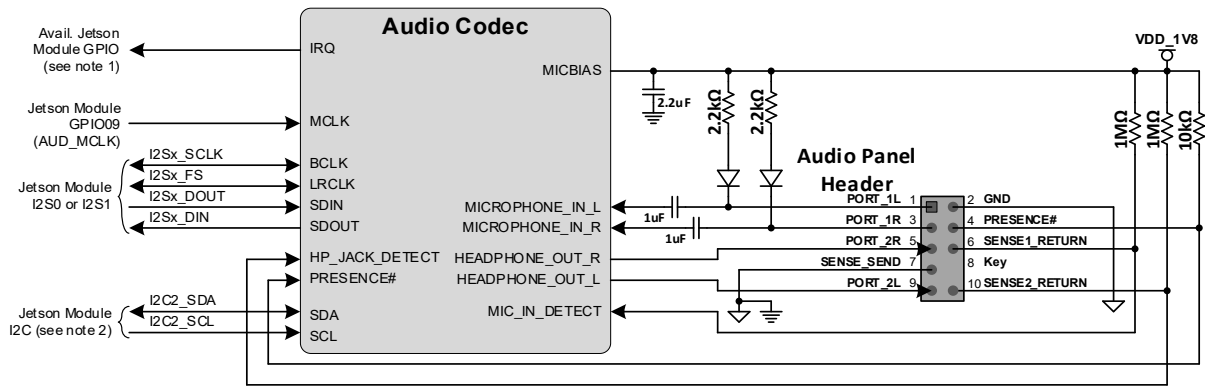 Audio Codec
Avail. Jetson
Module GPIO
(see note 1)
IRQ
MICBIAS
VDD_1V8
2.2uF
2.2kΩ
2.2kΩ
1MΩ
1MΩ
10kΩ
Jetson Module
GPIO09
(AUD_MCLK)
MCLK
I2Sx_SCLK
I2Sx_FS
I2Sx_DOUT
I2Sx_DIN
Jetson Module
I2S0 or I2S1
BCLK
LRCLK
SDIN
SDOUT
MICROPHONE_IN_L
MICROPHONE_IN_R
1uF
1uF
Audio Panel
Header
PORT_1L 1
2 GND
PORT_1R 3
4 PRESENCE#
PORT_2R 5
6 SENSE1_RETURN
SENSE_SEND 7
8 Key
PORT_2L 9
10 SENSE2_RETURN
HP_JACK_DETECT
PRESENCE#
HEADPHONE_OUT_R
HEADPHONE_OUT_L
MIC_IN_DETECT
Jetson Module
I2C (see note 2)
I2C2_SDA
I2C2_SCL
SDA
SCL